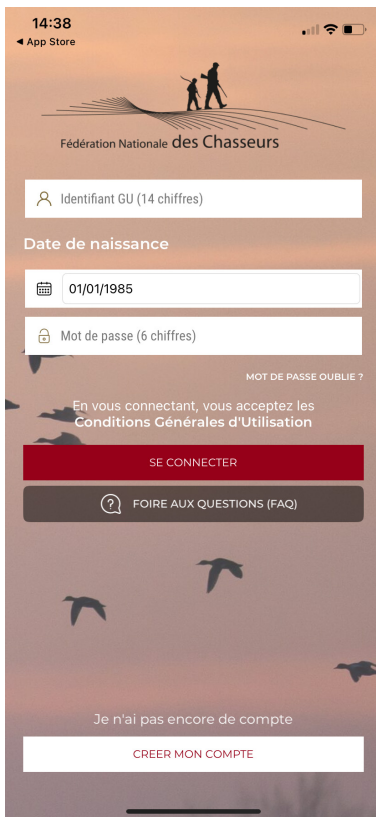 14:38
◀ App Store
Fédération Nationale des Chasseurs
Identifiant GU (14 chiffres)
Date de naissance
01/01/1985
Mot de passe (6 chiffres)
MOT DE PASSE OUBLIE ?
En vous connectant, vous acceptez les
Conditions Générales d'Utilisation
SE CONNECTER
? FOIRE AUX QUESTIONS (FAQ)
Je n'ai pas encore de compte
CREER MON COMPTE